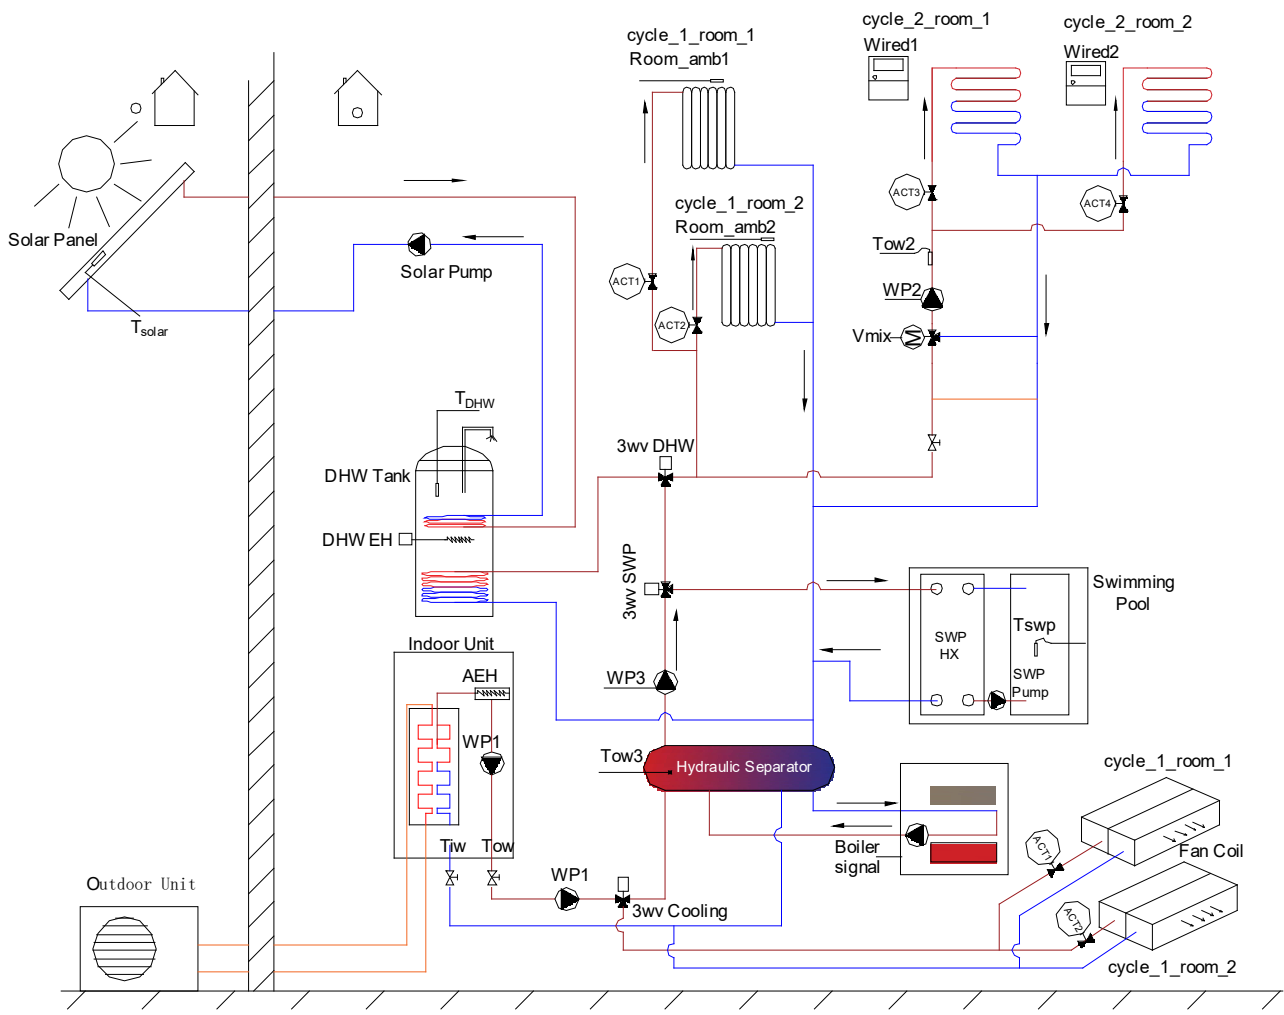 cycle_2_room_1
Wired1
cycle_2_room_2
Wired2
cycle_1_room_1
Room_amb1
ACT3
ACT4
cycle_1_room_2
Room_amb2
Solar Panel
Tow2
Solar Pump
ACT1
WP2
Tsolar
ACT2
Vmix
M
TDHW
3wv DHW
DHW Tank
DHW EH
3wv SWP
Swimming
Pool
Tswp
SWP
HX
SWP
Pump
Indoor Unit
AEH
WP3
WP1
Tow3
Hydraulic Separator
cycle_1_room_1
Tiw
Tow
Boiler
signal
ACT1
Fan Coil
WP1
3wv Cooling
Outdoor Unit
ACT2
cycle_1_room_2